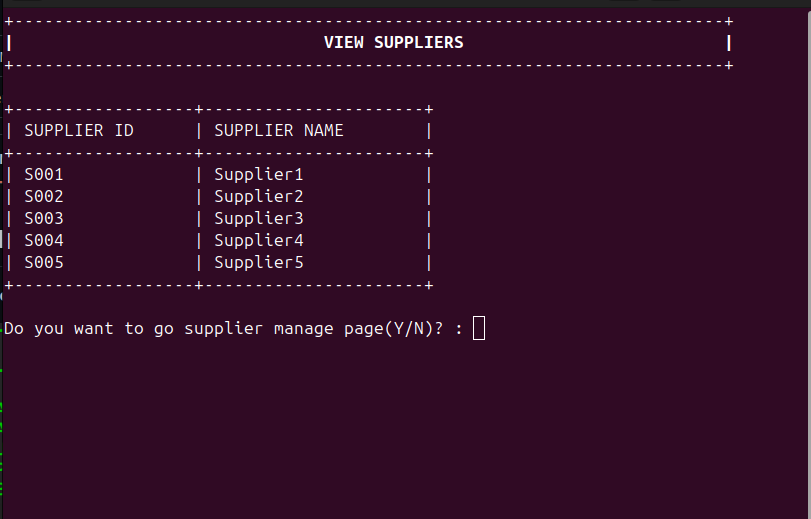 VIEW SUPPLIERS
SUPPLIER ID | SUPPLIER NAME
S001 | Supplier1
S002 | Supplier2
S003 | Supplier3
S004 | Supplier4
S005 | Supplier5
Do you want to go supplier manage page(Y/N)? :